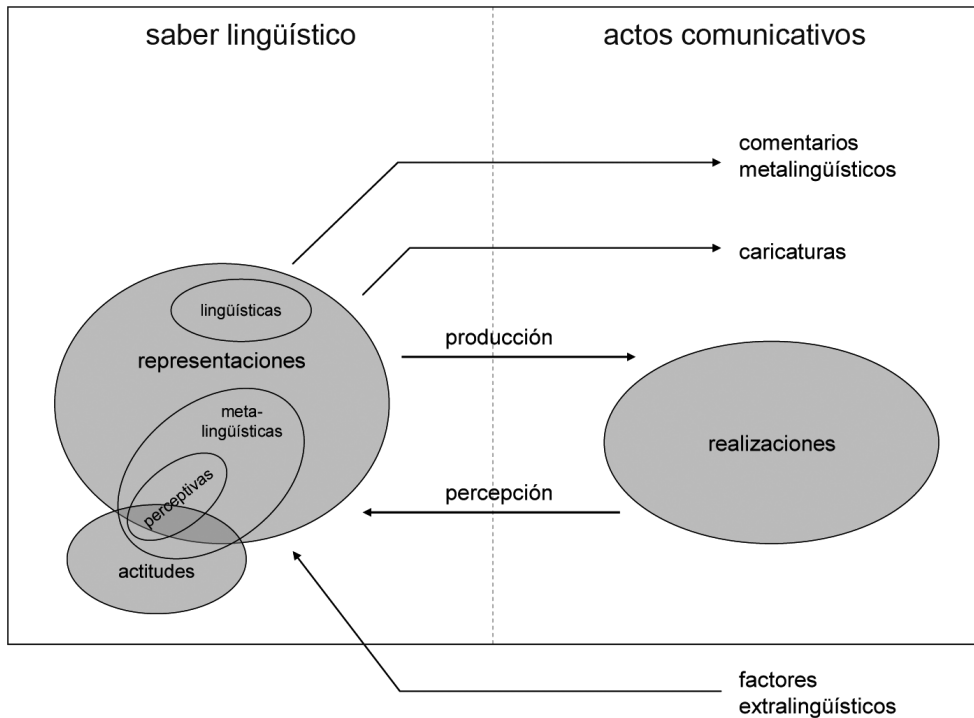 saber lingüístico
actos comunicativos
comentarios
metalingüísticos
caricaturas
lingüísticas
producción
representaciones
meta-
lingüísticas
realizaciones
perceptivas
percepción
actitudes
factores
extralingüísticos